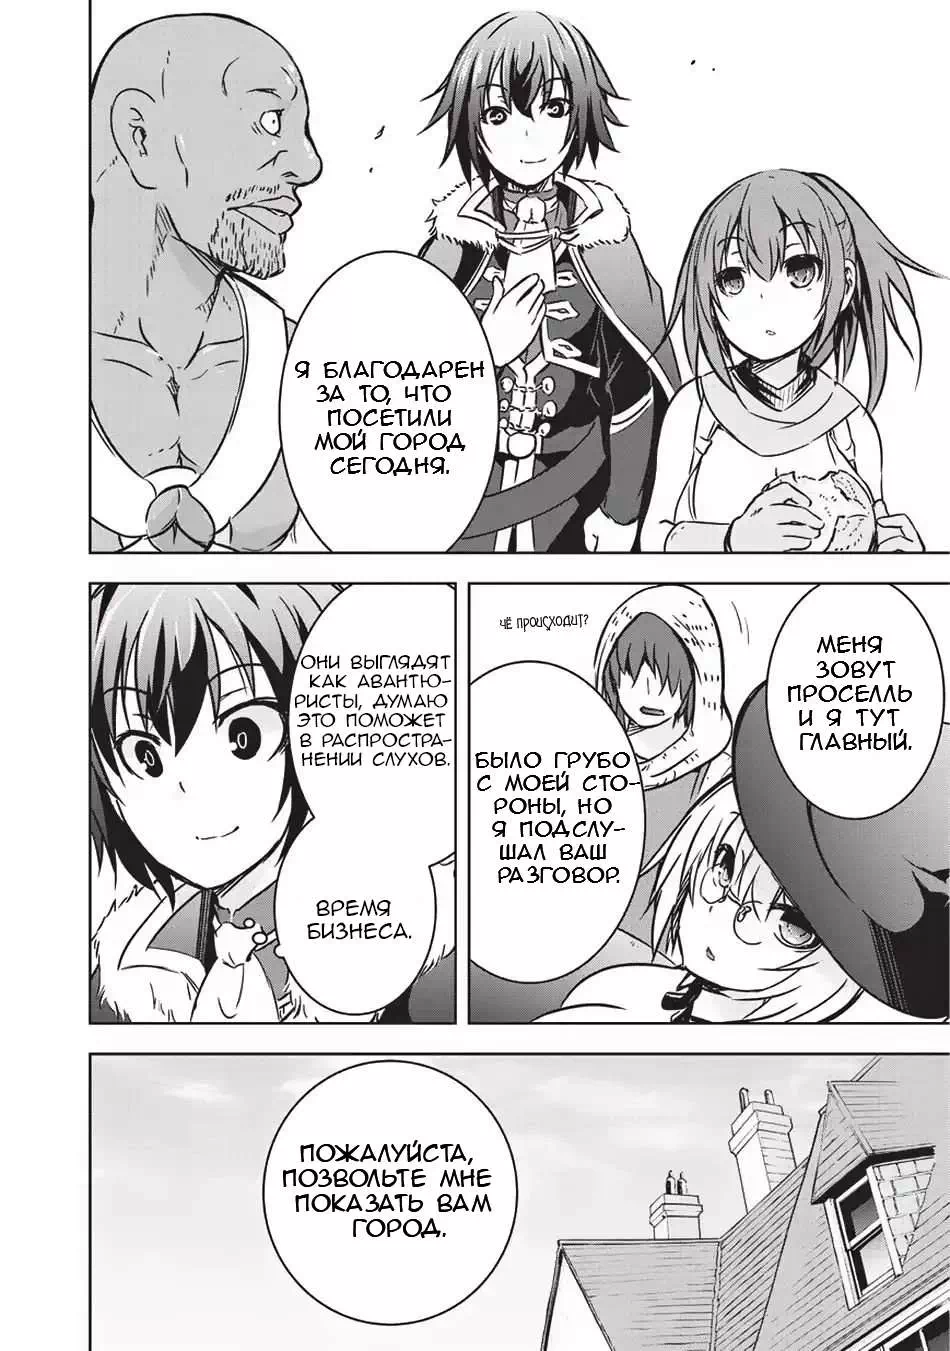 Я БЛАГОДАРЕН
ЗА ТО, ЧТО
ПОСЕТИЛИ
МОЙ ГОРОД
СЕГОДНЯ.
МЕНЯ
ЗОВУТ
ПРОСЕЛЛЬ
И Я ТУТ
ГЛАВНЫЙ.
ЧЁ ПРОИСХОДИТ?
БЫЛО ГРУБО
С МОЕЙ СТО-
РОНЫ, НО
Я ПОДСЛУ-
ШАЛ ВАШ
РАЗГОВОР.
ОНИ ВЫГЛЯДЯТ
КАК АВАНТЮ-
РИСТЫ, ДУМАЮ
ЭТО ПОМОЖЕТ
В РАСПРОСТРА-
НЕНИИ СЛУХОВ.
ВРЕМЯ
БИЗНЕСА.
ПОЖАЛУЙСТА,
ПОЗВОЛЬТЕ МНЕ
ПОКАЗАТЬ ВАМ
ГОРОД.